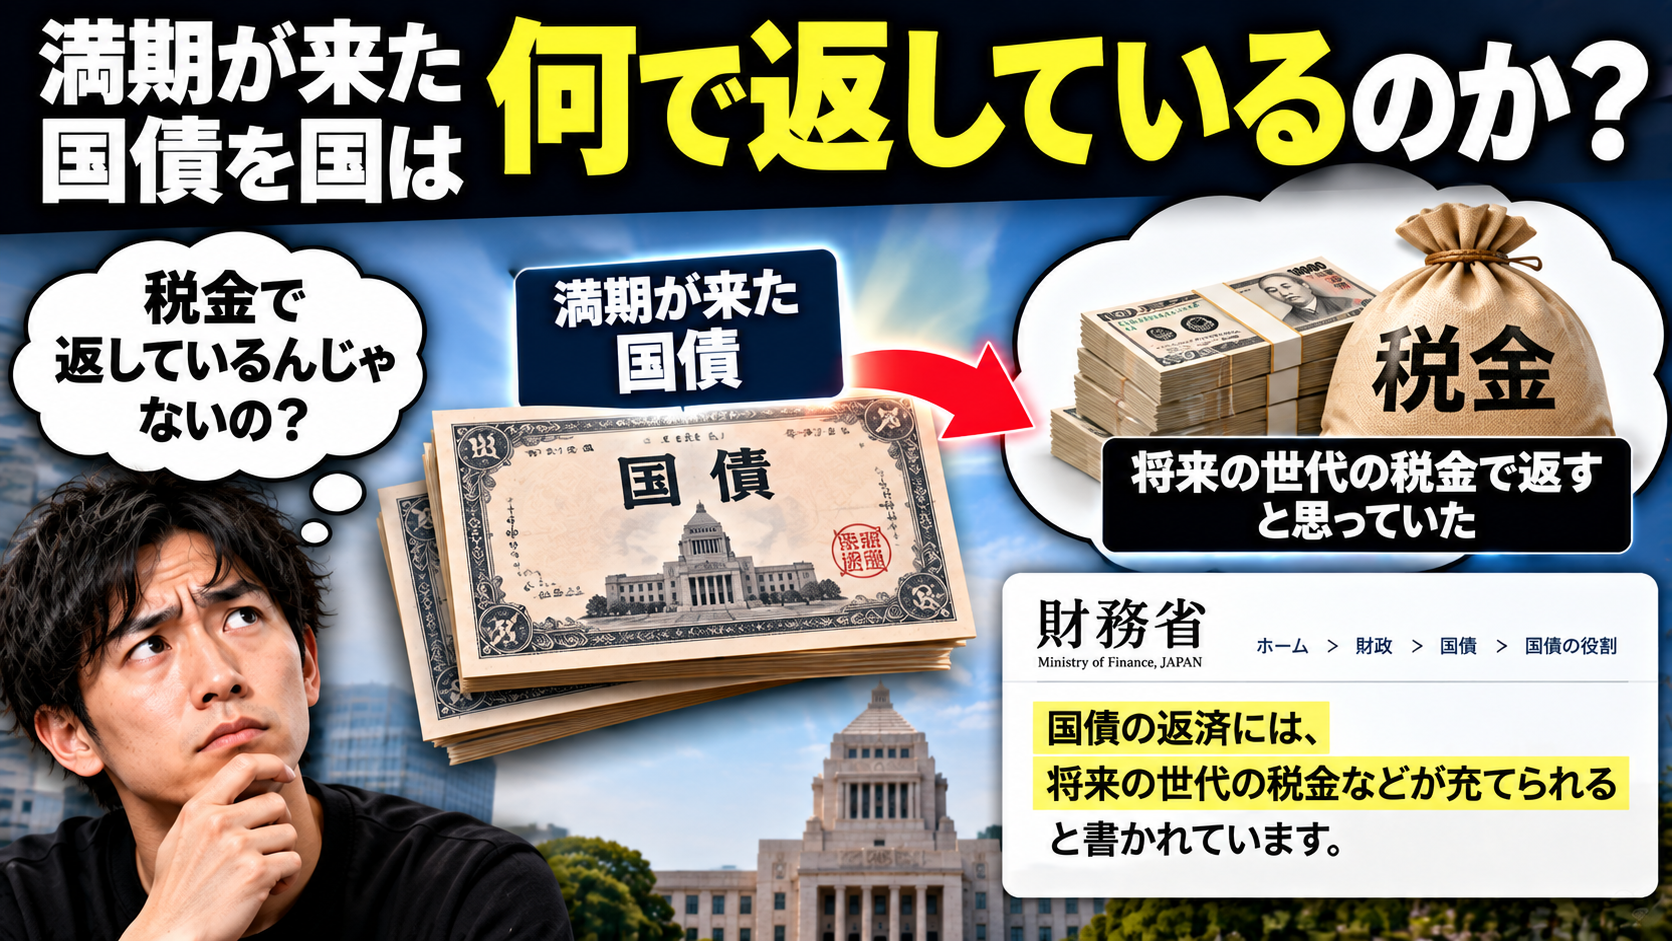 満期が来た
国債を国は
何で返しているのか？
税金で
返しているんじゃ
ないの？
満期が来た
国債
国債
税金
将来の世代の税金で返す
と思っていた
財務省
Ministry of Finance, JAPAN
ホーム > 財政 > 国債 > 国債の役割
国債の返済には、
将来の世代の税金などが充てられる
と書かれています。